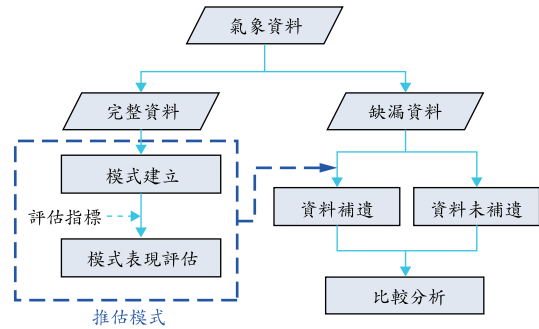 氣象資料
完整資料
缺漏資料
模式建立
評估指標
資料補遺
資料未補遺
模式表現評估
比較分析
推估模式